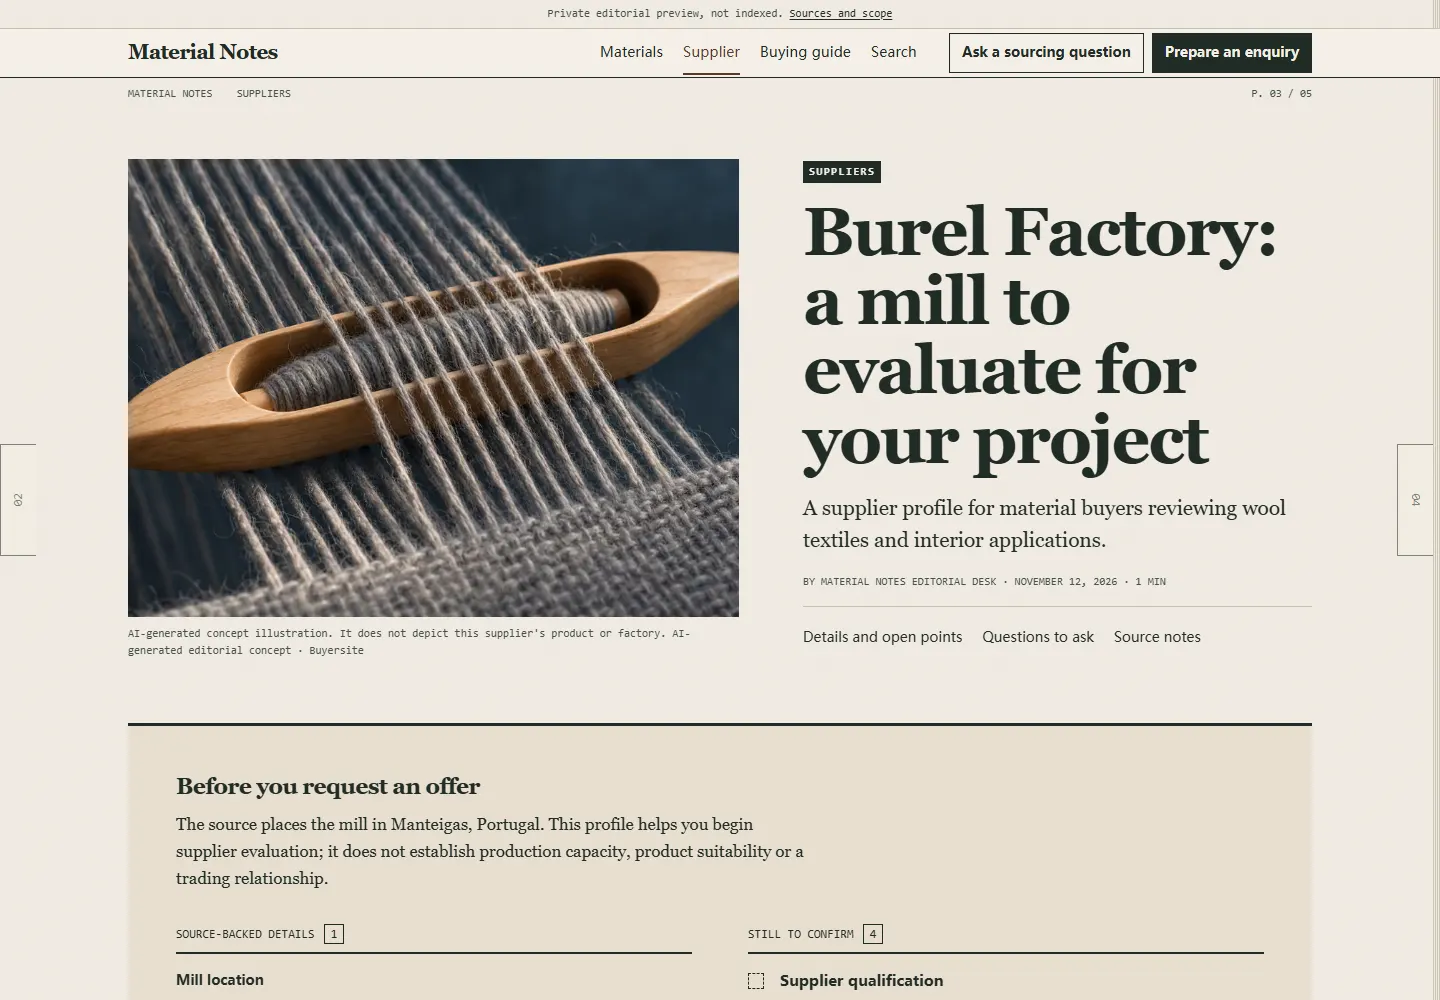 Private editorial preview, not indexed. Sources and scope
Material Notes
Materials
Supplier
Buying guide
Search
Ask a sourcing question
Prepare an enquiry
MATERIAL NOTES
SUPPLIERS
P. 03 / 05
SUPPLIERS
Burel Factory:
a mill to
evaluate for
your project
A supplier profile for material buyers reviewing wool
textiles and interior applications.
BY MATERIAL NOTES EDITORIAL DESK · NOVEMBER 12, 2026 · 1 MIN
Details and open points
Questions to ask
Source notes
AI-generated concept illustration. It does not depict this supplier's product or factory. AI-
generated editorial concept · Buyersite
02
04
Before you request an offer
The source places the mill in Manteigas, Portugal. This profile helps you begin
supplier evaluation; it does not establish production capacity, product suitability or a
trading relationship.
SOURCE-BACKED DETAILS 1
Mill location
STILL TO CONFIRM 4
Supplier qualification